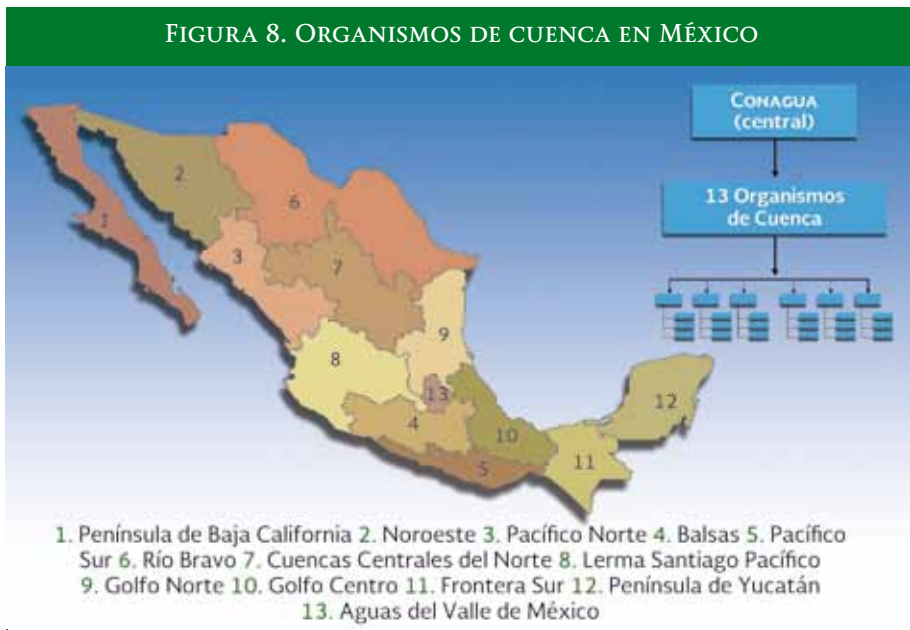 FIGURA 8. ORGANISMOS DE CUENCA EN MÉXICO
CONAGUA
(central)
13 Organismos
de Cuenca
1
2
3
6
7
9
8
13
4
10
12
5
11
1. Península de Baja California 2. Noroeste 3. Pacífico Norte 4. Balsas 5. Pacífico
Sur 6. Río Bravo 7. Cuencas Centrales del Norte 8. Lerma Santiago Pacífico
9. Golfo Norte 10. Golfo Centro 11. Frontera Sur 12. Península de Yucatán
13. Aguas del Valle de México